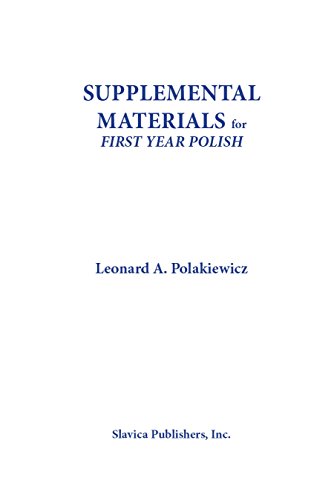 SUPPLEMENTAL
MATERIALS for
FIRST YEAR POLISH
Leonard A. Polakiewicz
Slavica Publishers, Inc.